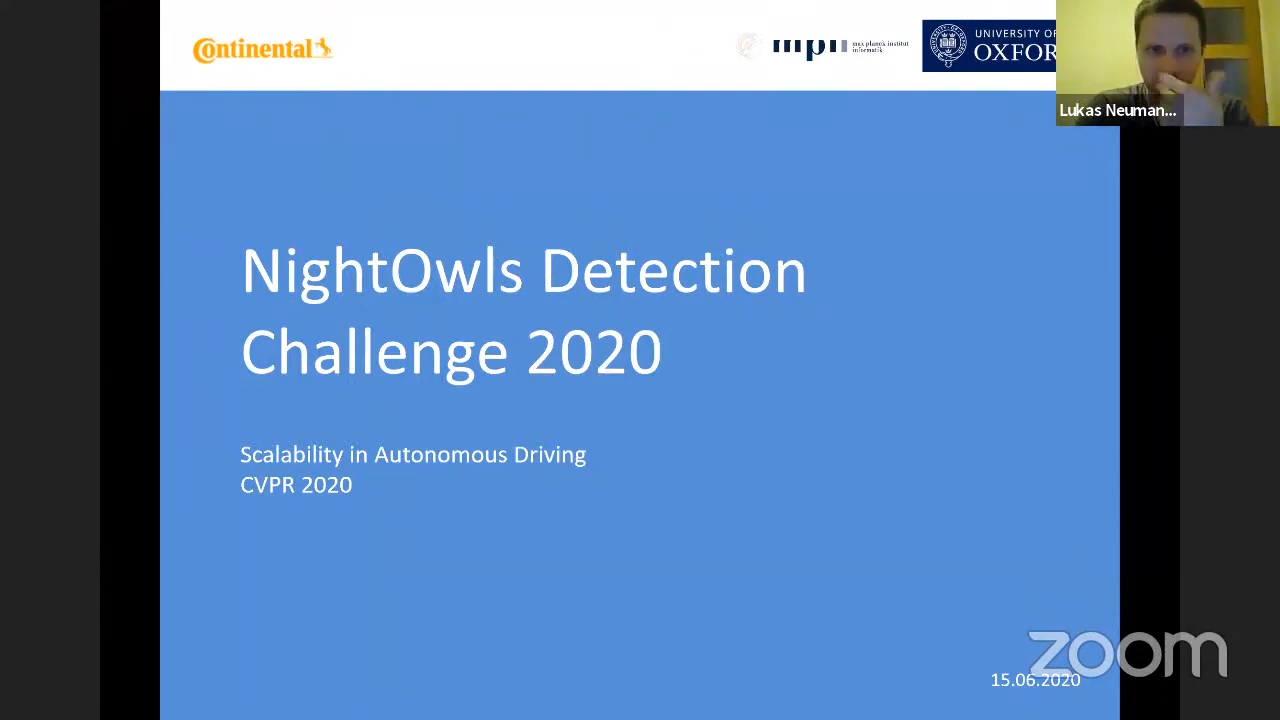 Continental
max planck institut
informatik
UNIVERSITY OF
OXFOR
Lukas Neuman...
NightOwls Detection
Challenge 2020
Scalability in Autonomous Driving
CVPR 2020
zoom
15.06.2020